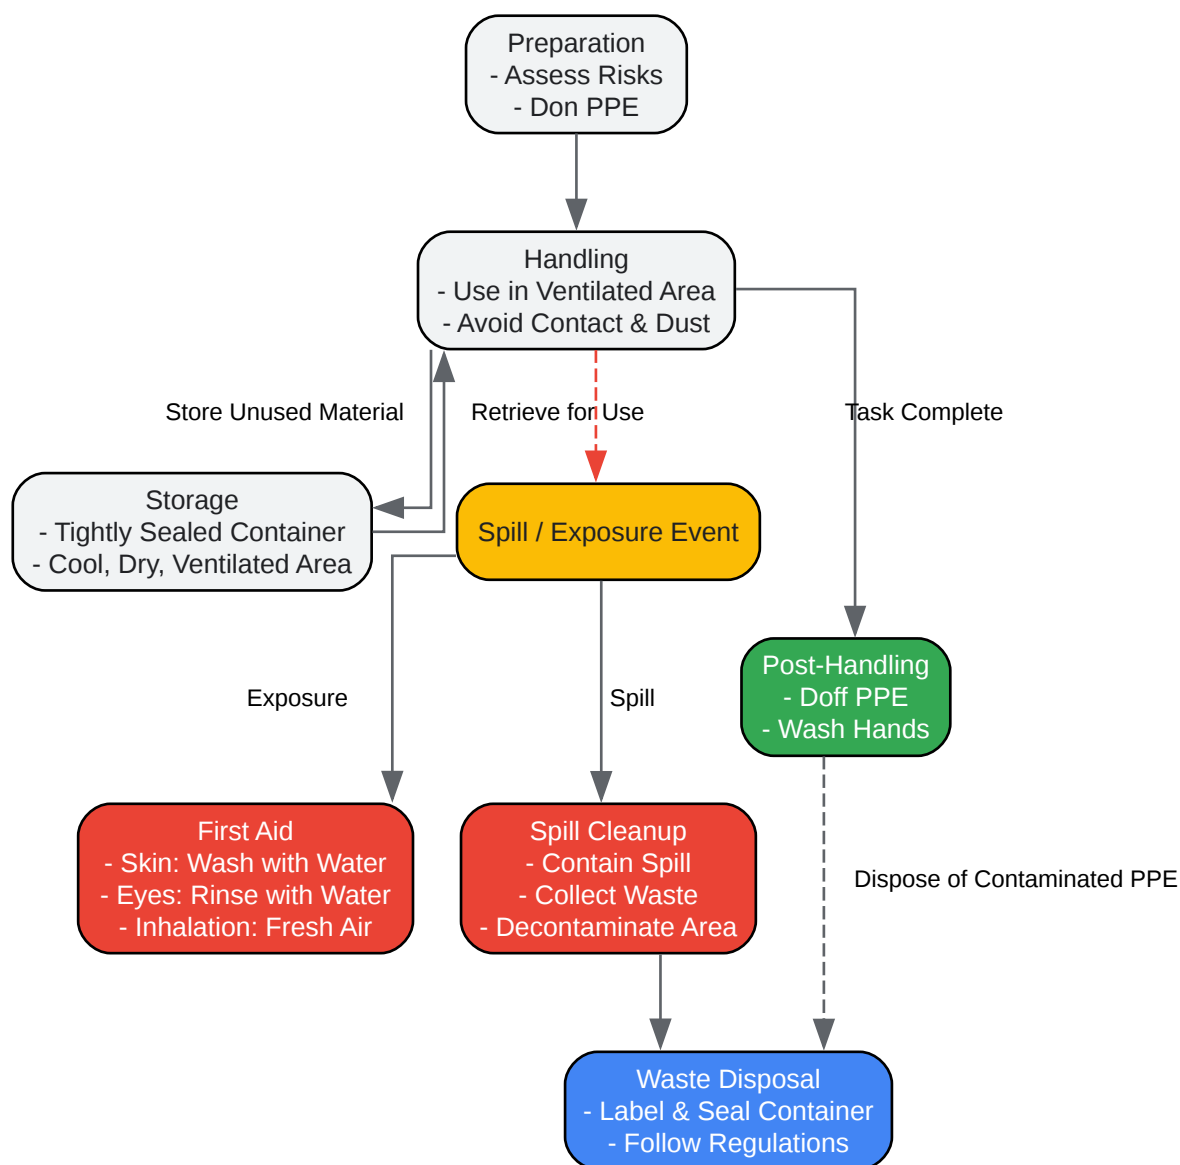 Preparation
- Assess Risks
- Don PPE
Handling
- Use in Ventilated Area
- Avoid Contact & Dust
Store Unused Material
Retrieve for Use
Task Complete
Storage
- Tightly Sealed Container
- Cool, Dry, Ventilated Area
Spill / Exposure Event
Post-Handling
- Doff PPE
- Wash Hands
Exposure
Spill
First Aid
- Skin: Wash with Water
- Eyes: Rinse with Water
- Inhalation: Fresh Air
Spill Cleanup
- Contain Spill
- Collect Waste
- Decontaminate Area
Dispose of Contaminated PPE
Waste Disposal
- Label & Seal Container
- Follow Regulations